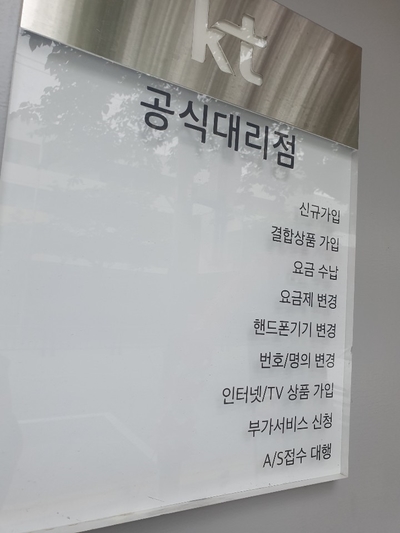 kt
공식대리점
신규가입
결합상품 가입
요금 수납
요금제 변경
핸드폰기기 변경
번호/명의 변경
인터넷/TV 상품 가입
부가서비스 신청
A/S접수 대행